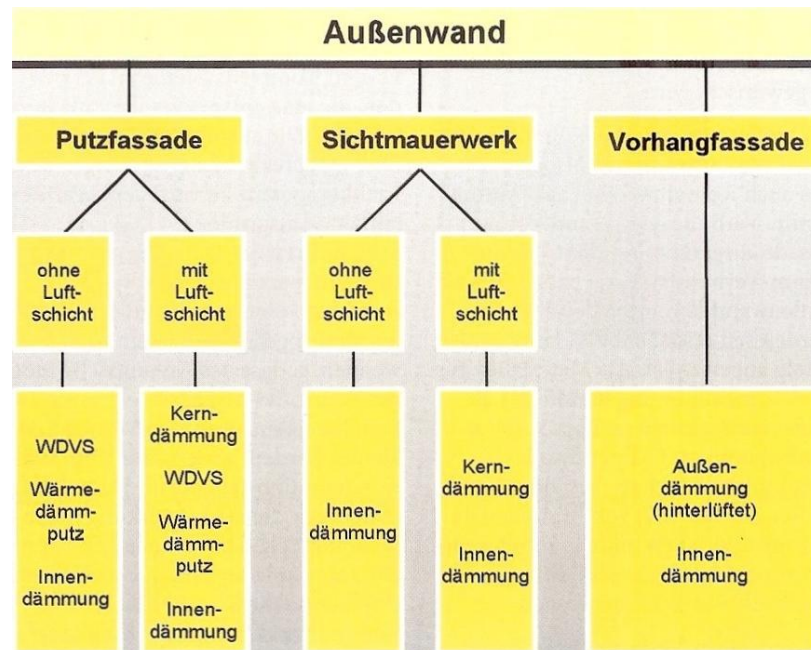 Außenwand
Putzfassade
Sichtmauerwerk
Vorhangfassade
ohne
Luft-
schicht
mit
Luft-
schicht
ohne
Luft-
schicht
mit
Luft-
schicht
WDVS
Wärme-
dämm-
putz
Innen-
dämmung
Kern-
dämmung
WDVS
Wärme-
dämm-
putz
Innen-
dämmung
Innen-
dämmung
Kern-
dämmung
Innen-
dämmung
Außen-
dämmung
(hinterlüftet)
Innen-
dämmung